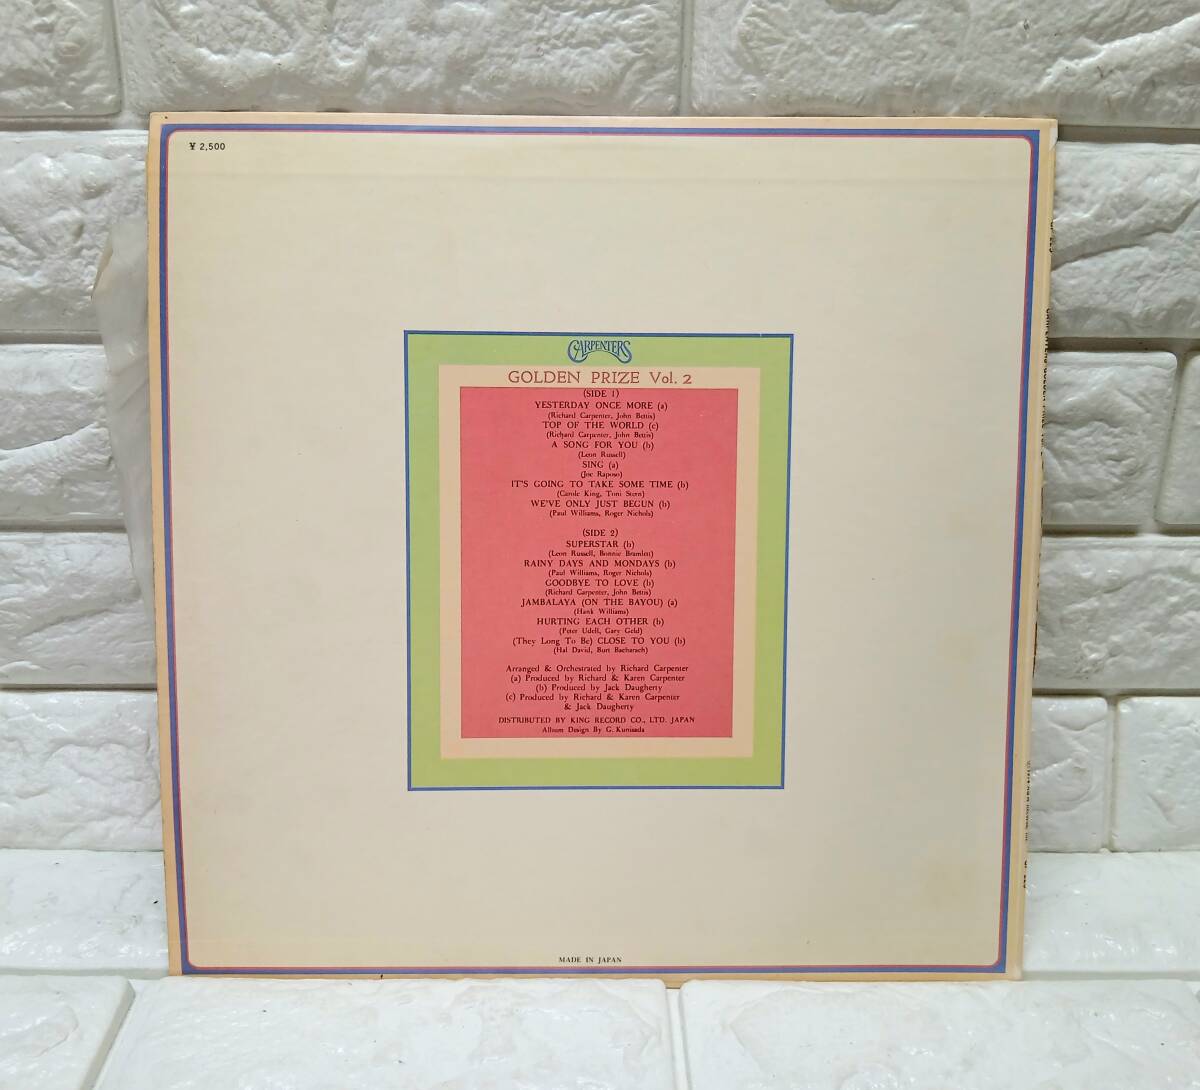 ¥ 2,500
CARPENTERS
GOLDEN PRIZE Vol. 2
(SIDE 1)
YESTERDAY ONCE MORE (a)
(Richard Carpenter, John Bettis)
TOP OF THE WORLD (c)
(Richard Carpenter, John Bettis)
A SONG FOR YOU (b)
(Leon Russell)
SING (a)
(Joe Raposo)
IT'S GOING TO TAKE SOME TIME (b)
(Carole King, Toni Stern)
WE'VE ONLY JUST BEGUN (b)
(Paul Williams, Roger Nichols)
(SIDE 2)
SUPERSTAR (b)
(Leon Russell, Bonnie Bramlett)
RAINY DAYS AND MONDAYS (b)
(Paul Williams, Roger Nichols)
GOODBYE TO LOVE (b)
(Richard Carpenter, John Bettis)
JAMBALAYA (ON THE BAYOU) (a)
(Hank Williams)
HURTING EACH OTHER (b)
(Peter Udell, Gary Geld)
(They Long To Be) CLOSE TO YOU (b)
(Hal David, Burt Bacharach)
Arranged & Orchestrated by Richard Carpenter
(a) Produced by Richard & Karen Carpenter
(b) Produced by Jack Daugherty
(c) Produced by Richard & Karen Carpenter
& Jack Daugherty
DISTRIBUTED BY KING RECORD CO., LTD. JAPAN
Album Design By G. Kunisada
MADE IN JAPAN